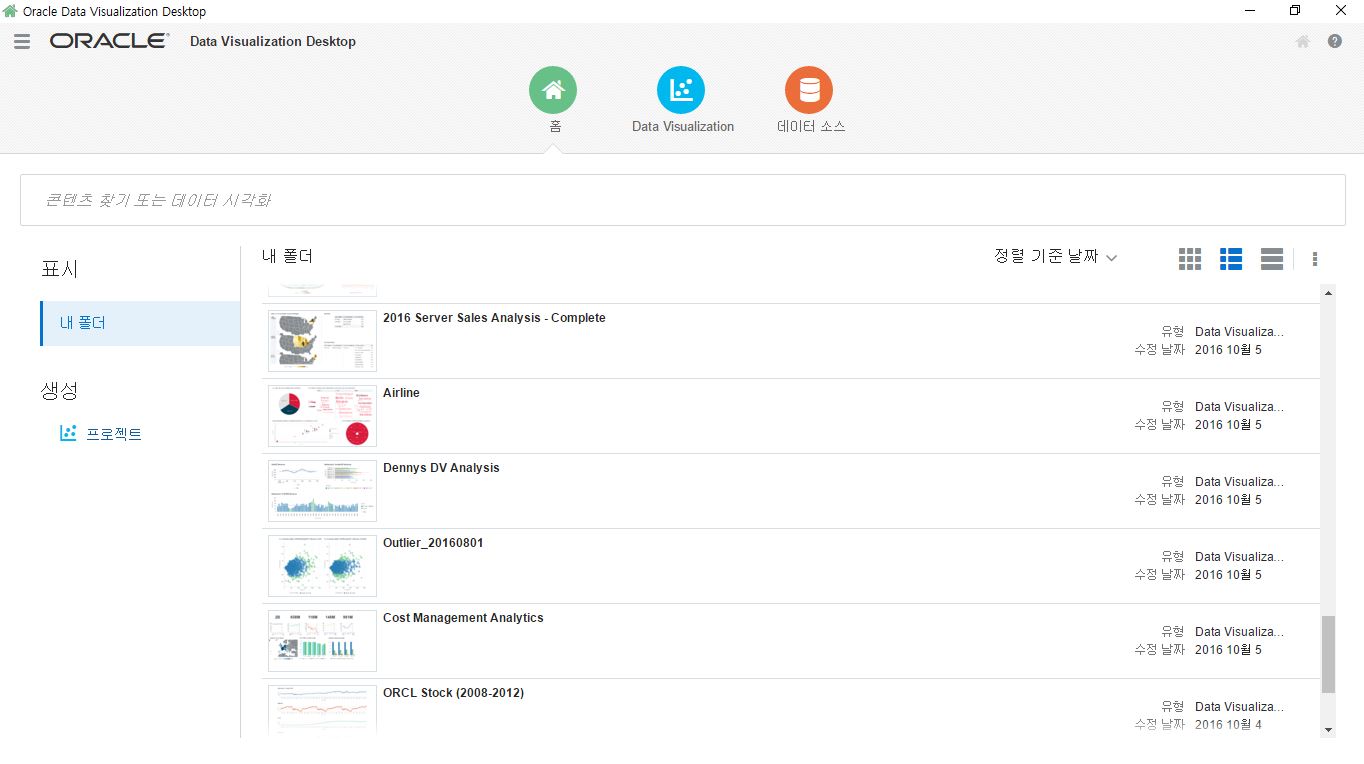 Oracle Data Visualization Desktop
ORACLE® Data Visualization Desktop
홈
Data Visualization
데이터 소스
콘텐츠 찾기 또는 데이터 시각화
표시
내 폴더
생성
프로젝트
내 폴더
정렬 기준 날짜
2016 Server Sales Analysis - Complete
유형 Data Visualiza...
수정 날짜 2016 10월 5
Airline
유형 Data Visualiza...
수정 날짜 2016 10월 5
Dennys DV Analysis
유형 Data Visualiza...
수정 날짜 2016 10월 5
Outlier_20160801
유형 Data Visualiza...
수정 날짜 2016 10월 5
Cost Management Analytics
유형 Data Visualiza...
수정 날짜 2016 10월 5
ORCL Stock (2008-2012)
유형 Data Visualiza...
수정 날짜 2016 10월 4